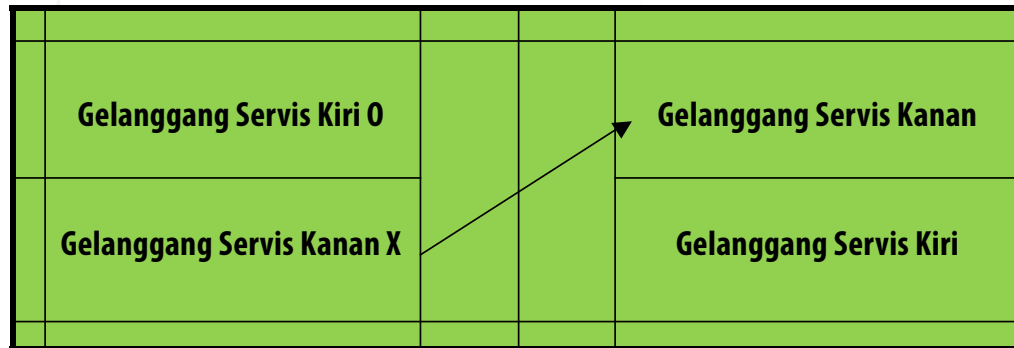 Gelanggang Servis Kiri O
Gelanggang Servis Kanan
Gelanggang Servis Kanan X
Gelanggang Servis Kiri